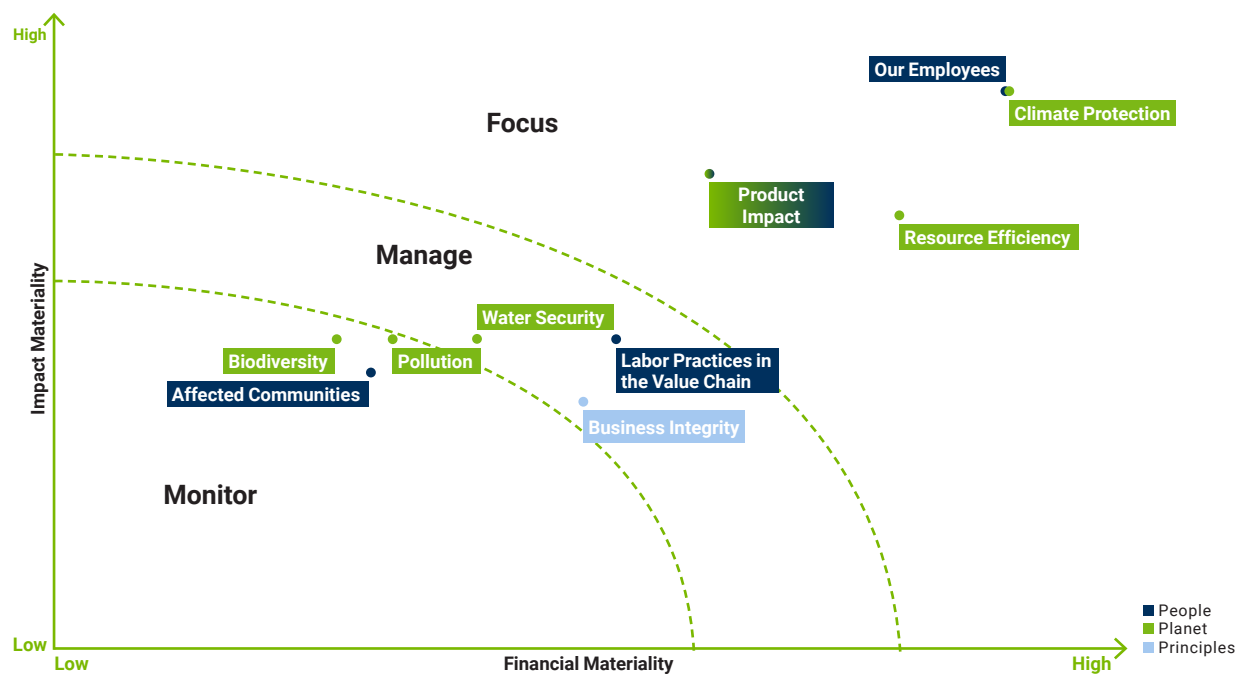 High
Our Employees
Climate Protection
Focus
Product
Impact
Resource Efficiency
Manage
Impact Materiality
Water Security
Biodiversity
Pollution
Labor Practices in
the Value Chain
Affected Communities
Business Integrity
Monitor
People
Planet
Principles
Low
Low
Financial Materiality
High